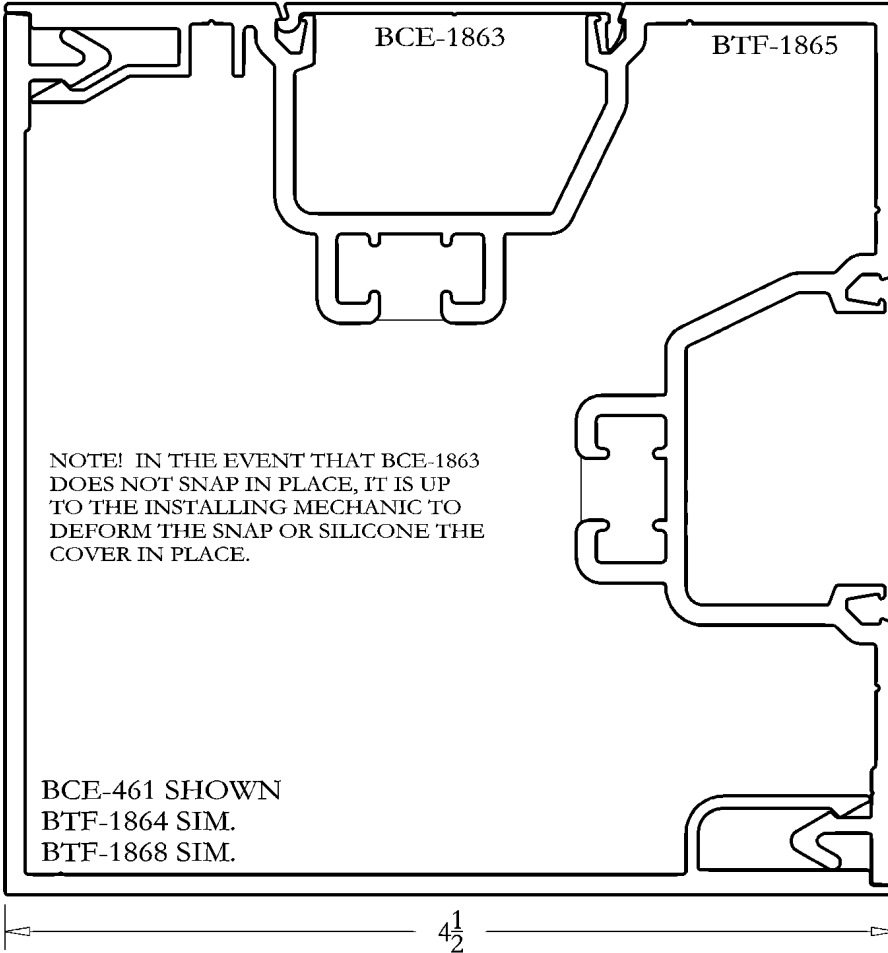 BCE-1863
BTF-1865
NOTE! IN THE EVENT THAT BCE-1863
DOES NOT SNAP IN PLACE, IT IS UP
TO THE INSTALLING MECHANIC TO
DEFORM THE SNAP OR SILICONE THE
COVER IN PLACE.
BCE-461 SHOWN
BTF-1864 SIM.
BTF-1868 SIM.
4 1/2